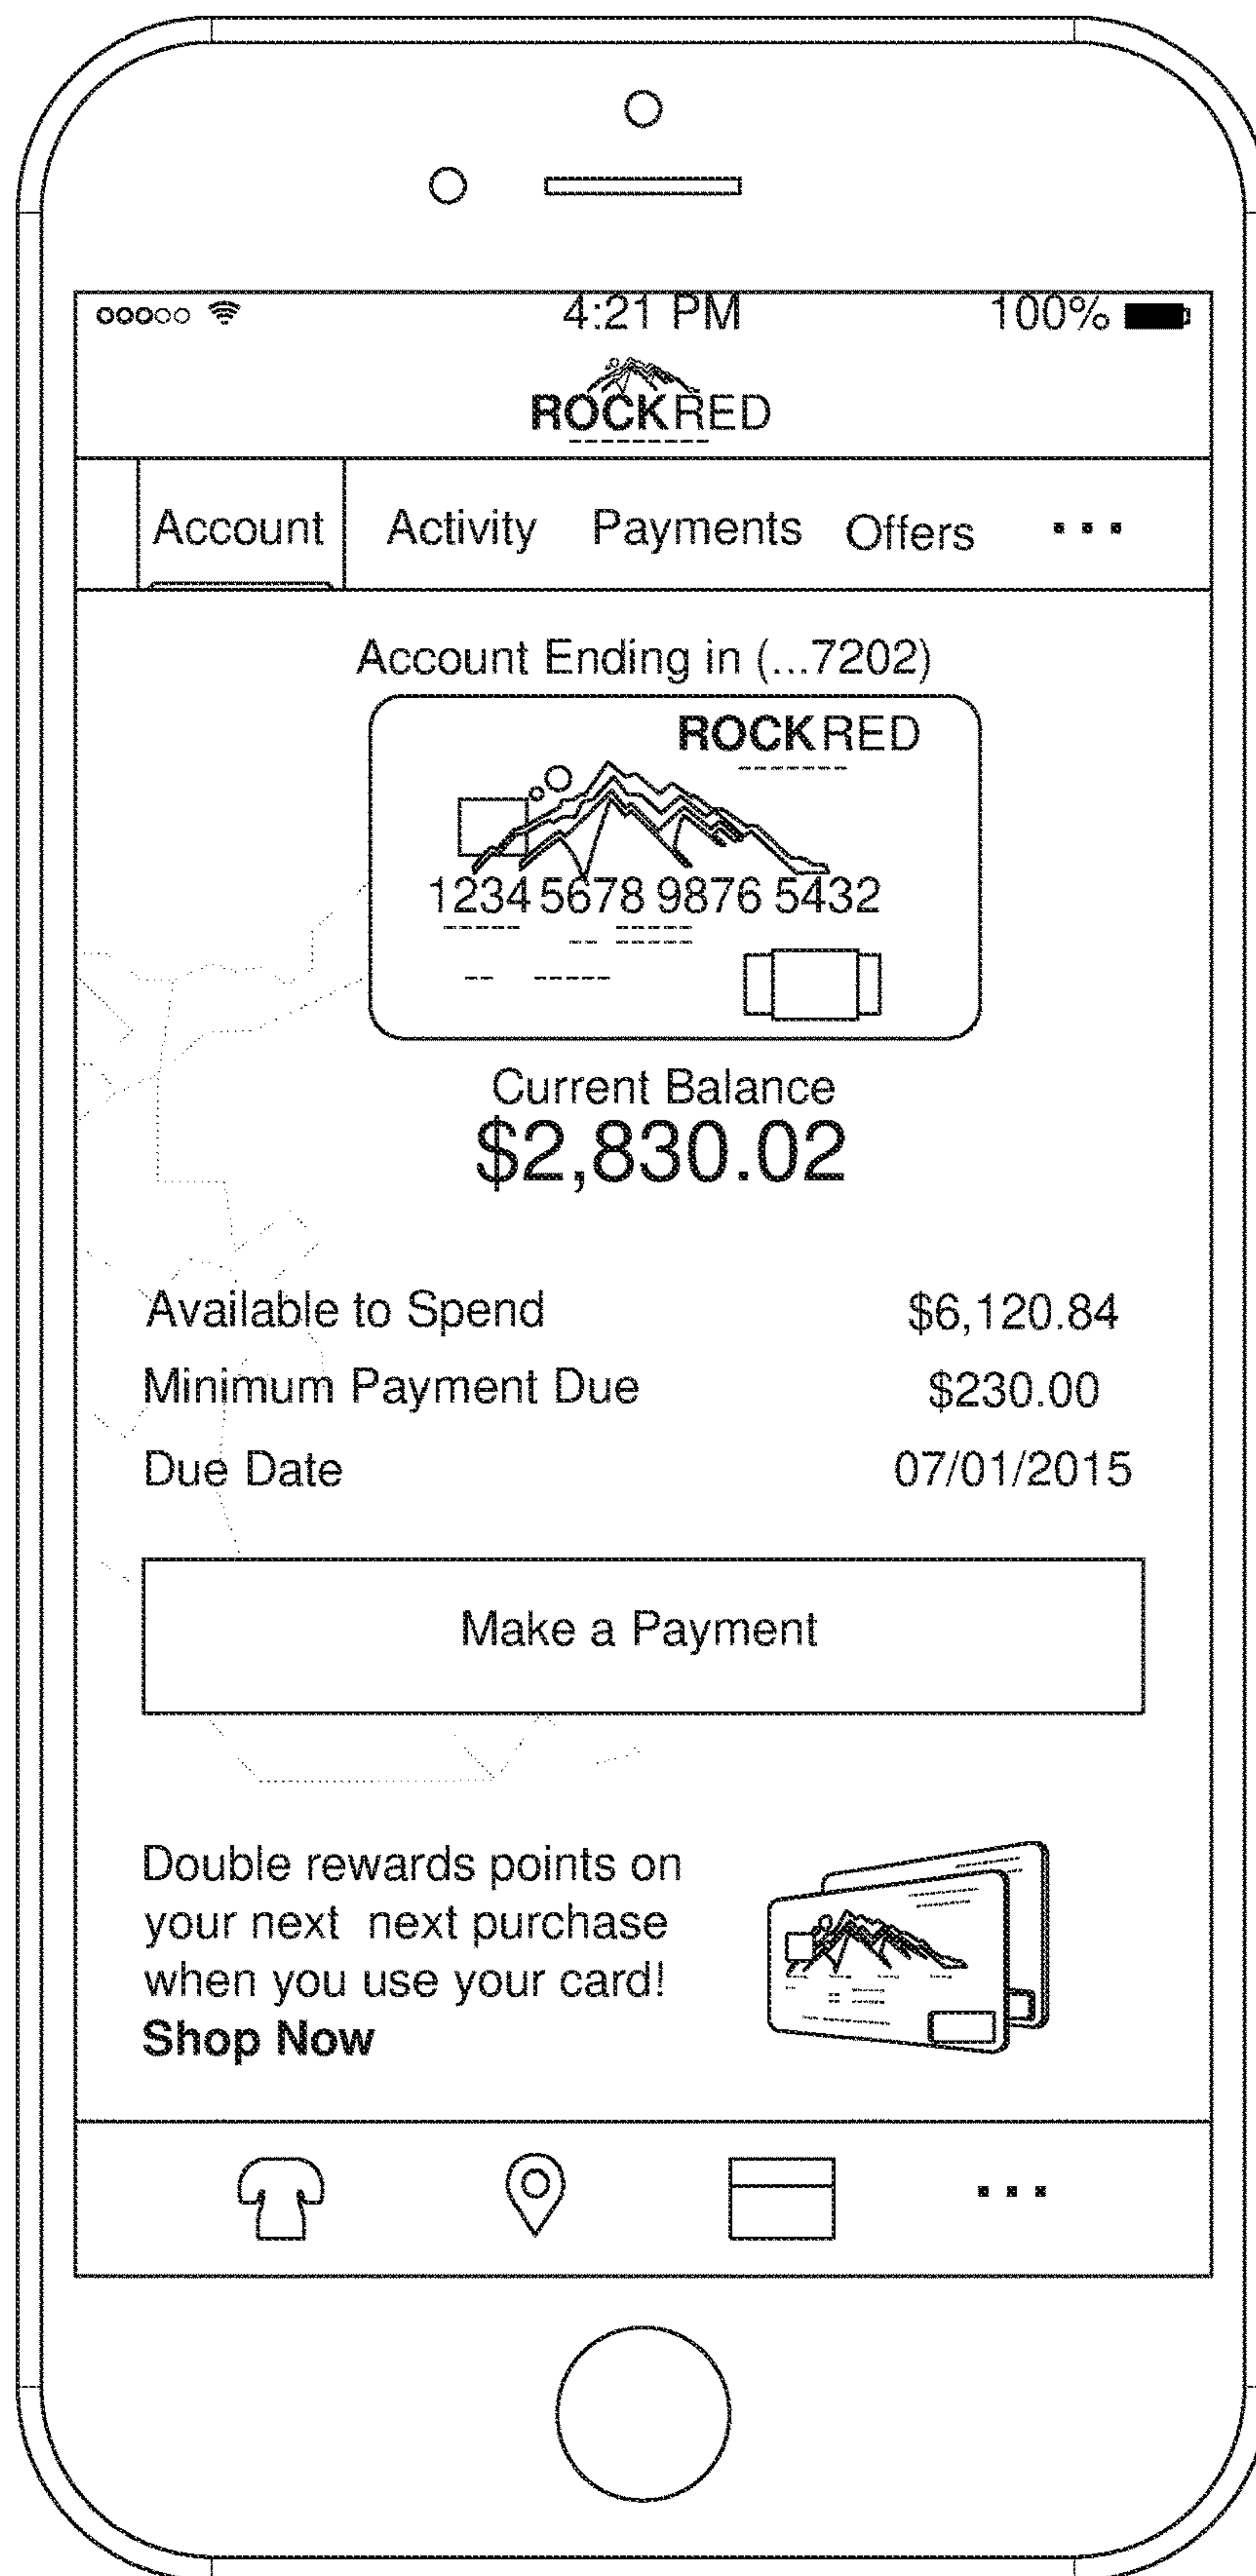 4:21 PM 100%
ROCKRED
Account Activity Payments Offers ...
Account Ending in (...7202)
ROCKRED
1234 5678 9876 5432
Current Balance
$2,830.02
Available to Spend $6,120.84
Minimum Payment Due $230.00
Due Date 07/01/2015
Make a Payment
Double rewards points on
your next next purchase
when you use your card!
Shop Now
...